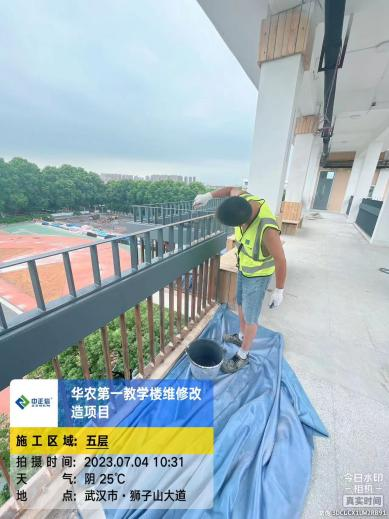 中正信
华农第一教学楼维修改
造项目
施工区域：五层
拍摄时间：2023.07.04 10:31
天气：阴 25℃
地点：武汉市·狮子山大道
今日水印
相机
真实时间